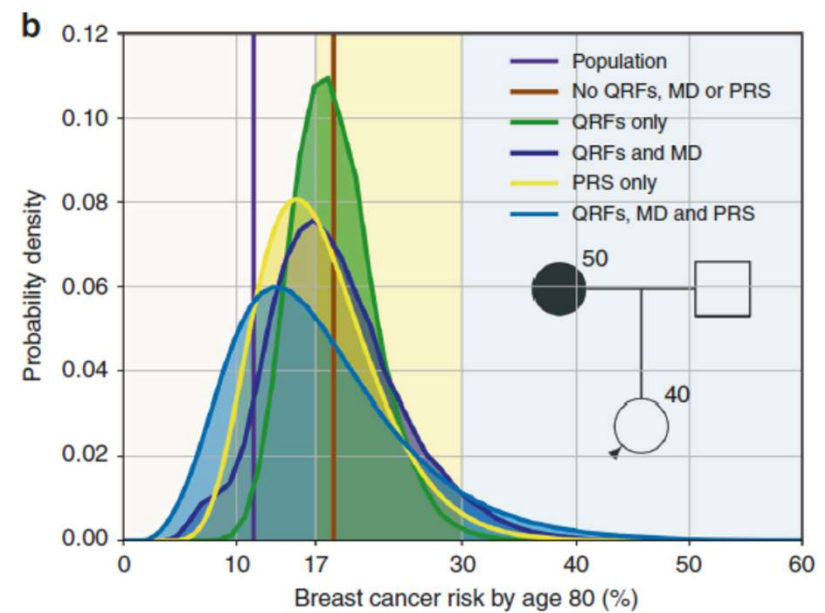 b
0.12
0.10
0.08
0.06
0.04
0.02
0.00
Probability density
Population
No QRFs, MD or PRS
QRFs only
QRFs and MD
PRS only
QRFs, MD and PRS
50
40
0 10 17 30 40 50 60
Breast cancer risk by age 80 (%)